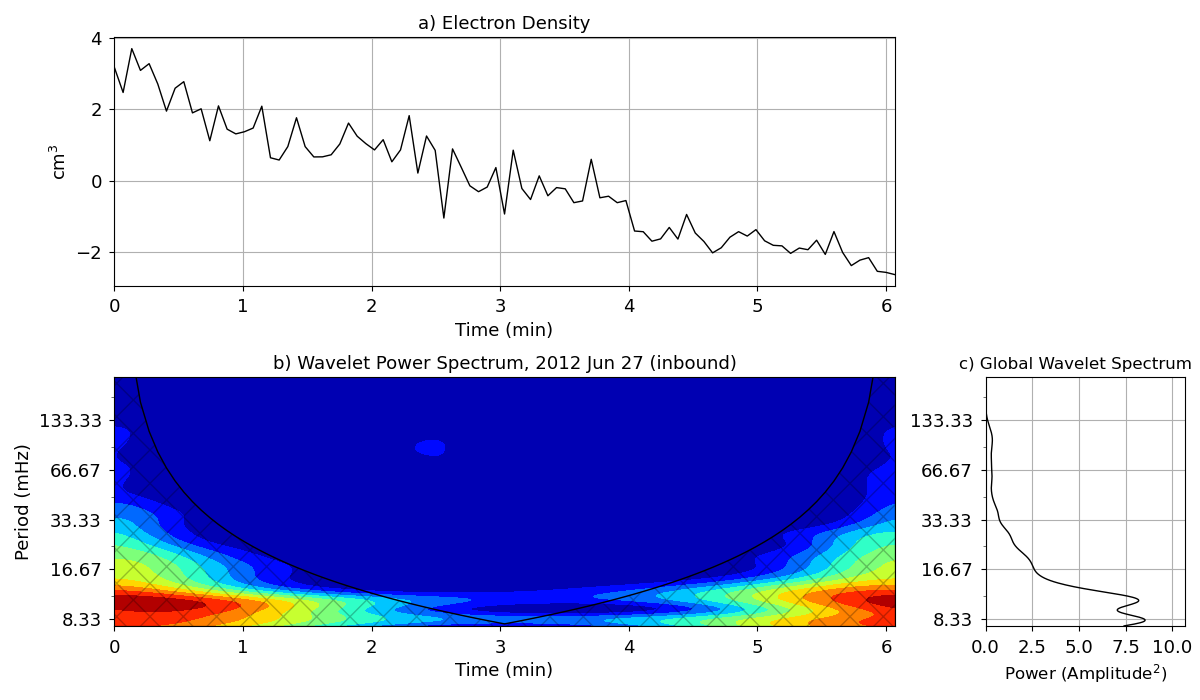 a) Electron Density
4
2
0
−2
cm³
0 1 2 3 4 5 6
Time (min)
b) Wavelet Power Spectrum, 2012 Jun 27 (inbound)
133.33
66.67
33.33
16.67
8.33
Period (mHz)
0 1 2 3 4 5 6
Time (min)
c) Global Wavelet Spectrum
133.33
66.67
33.33
16.67
8.33
0.0 2.5 5.0 7.5 10.0
Power (Amplitude²)